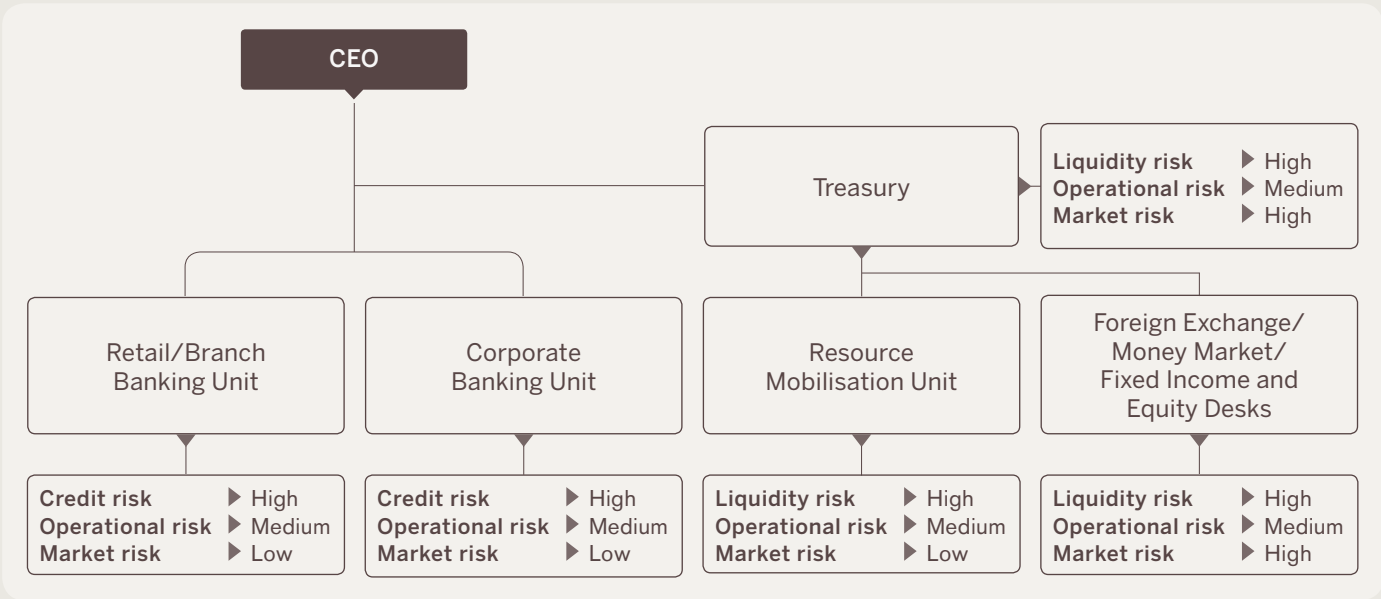 CEO
Treasury
Liquidity risk High
Operational risk Medium
Market risk High
Retail/Branch
Banking Unit
Corporate
Banking Unit
Resource
Mobilisation Unit
Foreign Exchange/
Money Market/
Fixed Income and
Equity Desks
Credit risk High
Operational risk Medium
Market risk Low
Credit risk High
Operational risk Medium
Market risk Low
Liquidity risk High
Operational risk Medium
Market risk Low
Liquidity risk High
Operational risk Medium
Market risk High